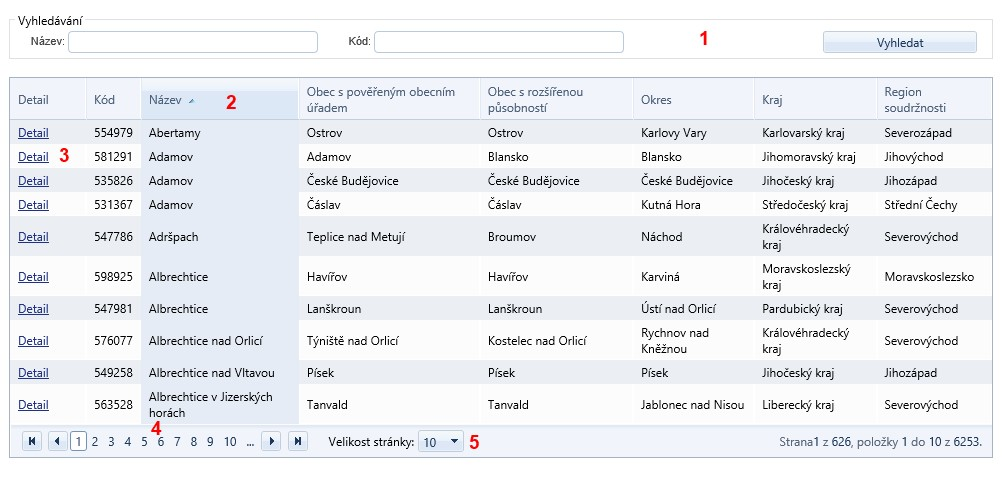 Vyhledávání
Název: Kód: 1 Vyhledat
Detail Kód Název 2 Obec s pověřeným obecním úřadem Obec s rozšířenou působností Okres Kraj Region soudržnosti
Detail 554979 Abertamy Ostrov Ostrov Karlovy Vary Karlovarský kraj Severozápad
Detail 3 581291 Adamov Adamov Blansko Blansko Jihomoravský kraj Jihovýchod
Detail 535826 Adamov České Budějovice České Budějovice České Budějovice Jihočeský kraj Jihozápad
Detail 531367 Adamov Čáslav Čáslav Kutná Hora Středočeský kraj Střední Čechy
Detail 547786 Adršpach Teplice nad Metují Broumov Náchod Královéhradecký kraj Severovýchod
Detail 598925 Albrechtice Havířov Havířov Karviná Moravskoslezský kraj Moravskoslezsko
Detail 547981 Albrechtice Lanškroun Lanškroun Ústí nad Orlicí Pardubický kraj Severovýchod
Detail 576077 Albrechtice nad Orlicí Týniště nad Orlicí Kostelec nad Orlicí Rychnov nad Kněžnou Královéhradecký kraj Severovýchod
Detail 549258 Albrechtice nad Vltavou Písek Písek Písek Jihočeský kraj Jihozápad
Detail 563528 Albrechtice v Jizerských horách Tanvald Tanvald Jablonec nad Nisou Liberecký kraj Severovýchod
4
1 2 3 4 5 6 7 8 9 10 ... Velikost stránky: 10 5 Strana1 z 626, položky 1 do 10 z 6253.